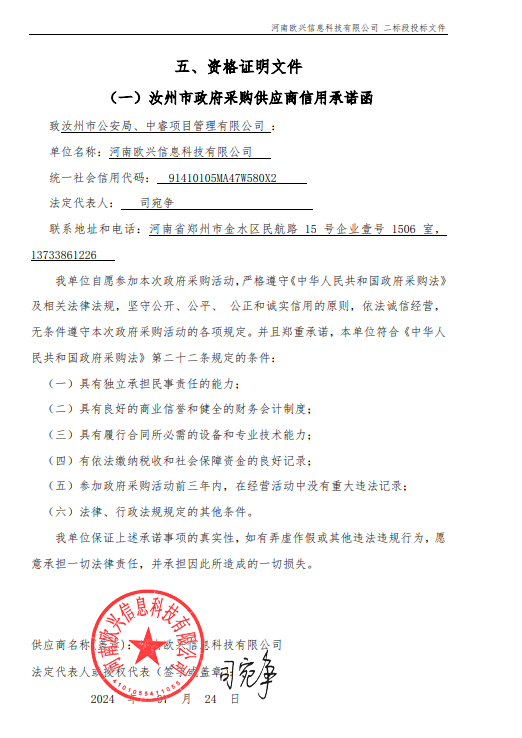 河南欧兴信息科技有限公司 二标段投标文件
五、资格证明文件
（一）汝州市政府采购供应商信用承诺函
致汝州市公安局、中睿项目管理有限公司：
单位名称：河南欧兴信息科技有限公司
统一社会信用代码： 91410105MA47W580X2
法定代表人： 司宛争
联系地址和电话：河南省郑州市金水区民航路 15 号企业壹号 1506 室，
13733861226
我单位自愿参加本次政府采购活动，严格遵守《中华人民共和国政府采购法》
及相关法律法规，坚守公开、公平、 公正和诚实信用的原则，依法诚信经营，
无条件遵守本次政府采购活动的各项规定。并且郑重承诺，本单位符合《中华人
民共和国政府采购法》第二十二条规定的条件：
（一）具有独立承担民事责任的能力；
（二）具有良好的商业信誉和健全的财务会计制度；
（三）具有履行合同所必需的设备和专业技术能力；
（四）有依法缴纳税收和社会保障资金的良好记录；
（五）参加政府采购活动前三年内，在经营活动中没有重大违法记录；
（六）法律、行政法规规定的其他条件。
我单位保证上述承诺事项的真实性，如有弄虚作假或其他违法违规行为，愿
意承担一切法律责任，并承担因此所造成的一切损失。
河南欧兴信息科技有限公司
4101055411055
供应商名称(盖章)：河南欧兴信息科技有限公司
法定代表人或授权代表（签字或盖章）：
司宛争
2024 年 07 月 24 日